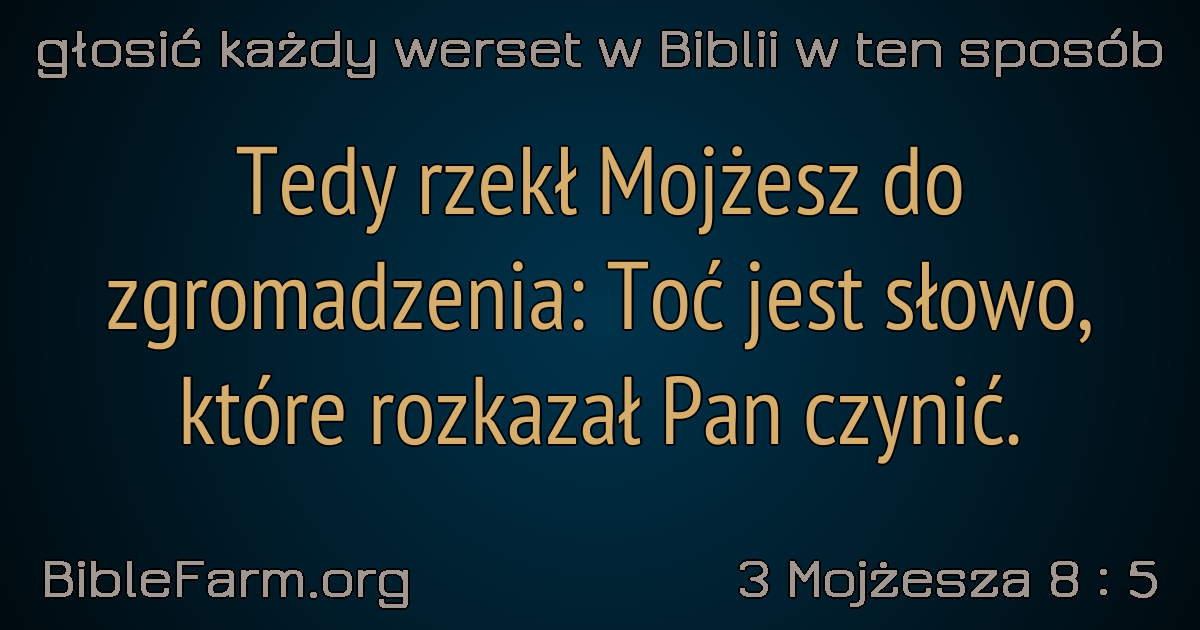 głosić każdy werset w Biblii w ten sposób
Tedy rzekł Mojżesz do
zgromadzenia: Toć jest słowo,
które rozkazał Pan czynić.
BibleFarm.org
3 Mojżesza 8 : 5